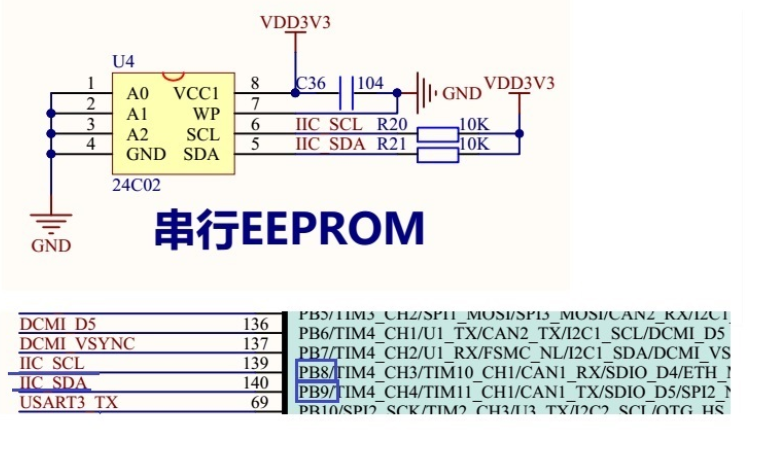 VDD3V3
U4
1 A0 VCC1 8 C36 104 GND VDD3V3
2 A1 WP 7
3 A2 SCL 6 IIC_SCL R20 10K
4 GND SDA 5 IIC_SDA R21 10K
24C02
GND
串行EEPROM
PB5/TIM3_CH2/SPI1_MOSI/SPI3_MOSI/CAN2_RX/I2C1
DCMI_D5 136 PB6/TIM4_CH1/U1_TX/CAN2_TX/I2C1_SCL/DCMI_D5
DCMI_VSYNC 137 PB7/TIM4_CH2/U1_RX/FSMC_NL/I2C1_SDA/DCMI_VS
IIC_SCL 139 PB8/TIM4_CH3/TIM10_CH1/CAN1_RX/SDIO_D4/ETH_
IIC_SDA 140 PB9/TIM4_CH4/TIM11_CH1/CAN1_TX/SDIO_D5/SPI2_
USART3_TX 69 PB10/SPI2_SCK/TIM2_CH3/U3_TX/I2C2_SCL/OTG_HS